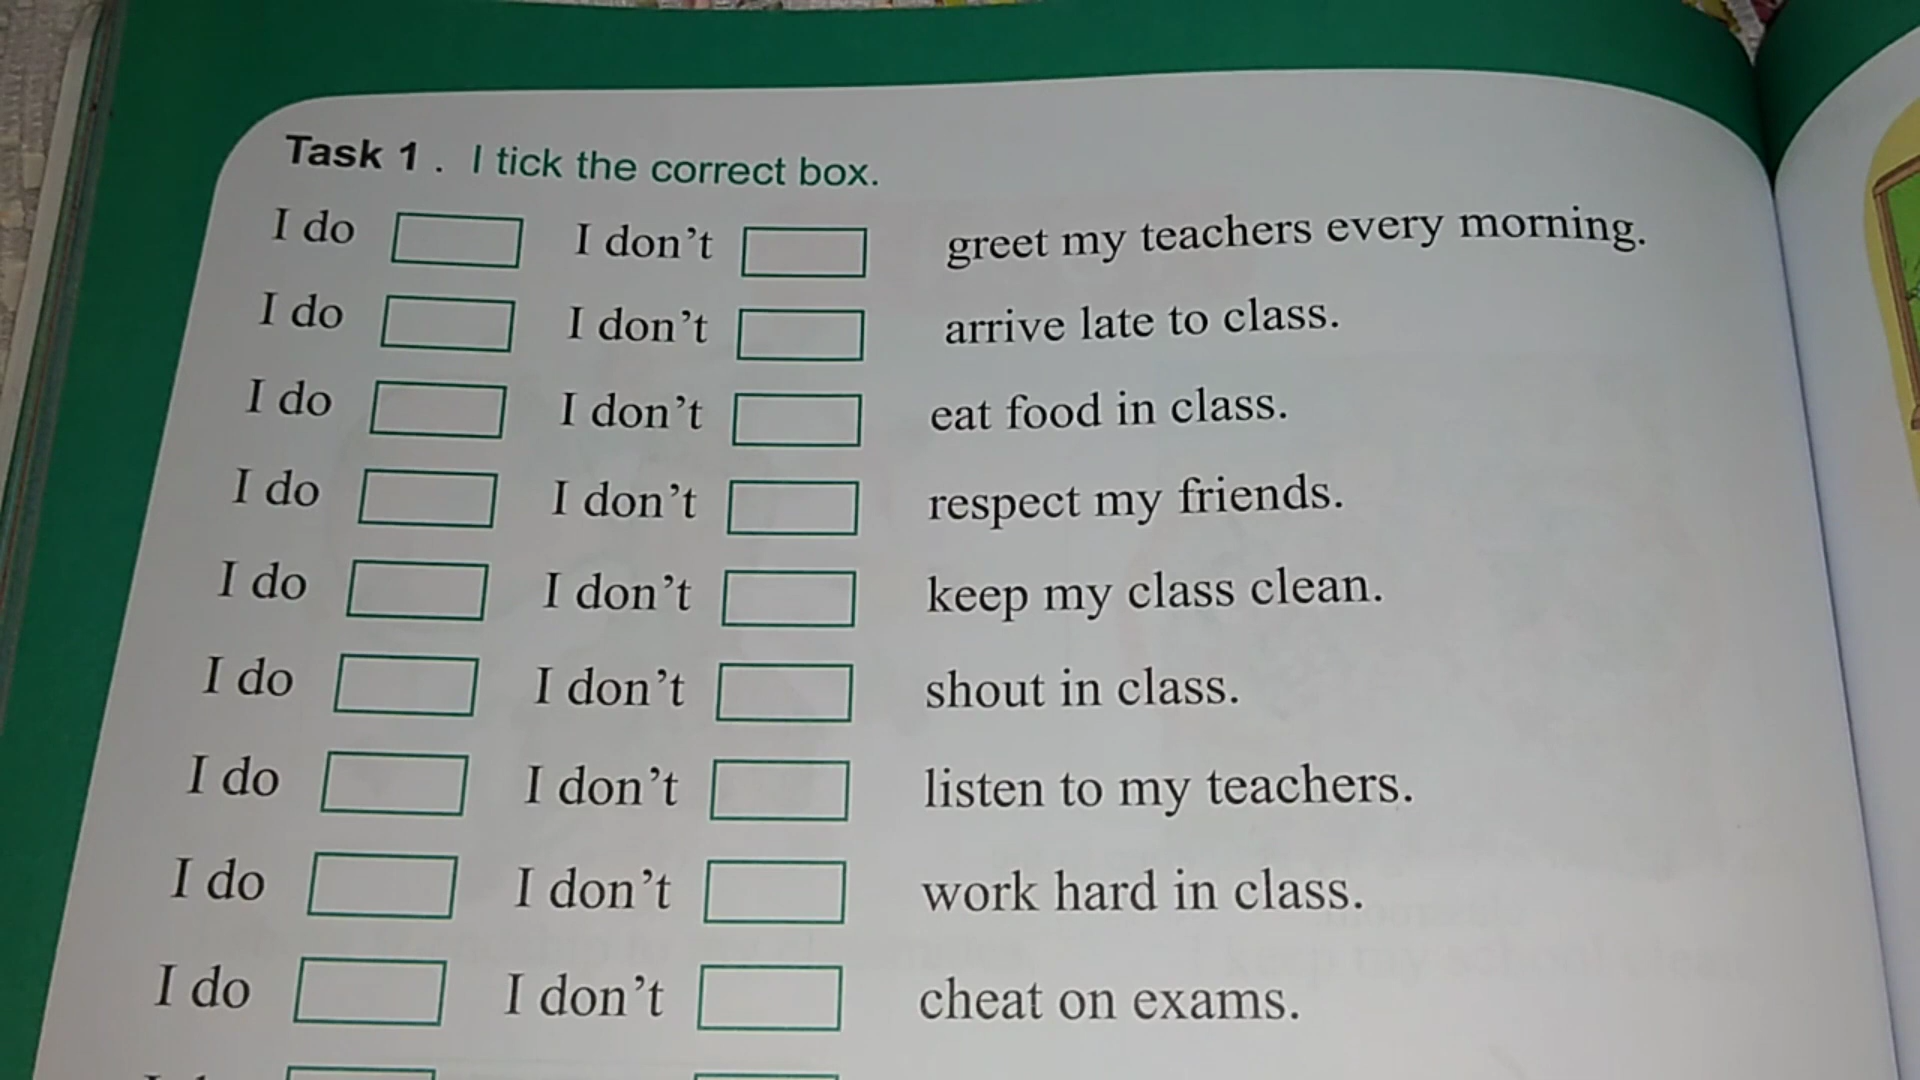 Task 1 . I tick the correct box.
I do I don't greet my teachers every morning.
I do I don't arrive late to class.
I do I don't eat food in class.
I do I don't respect my friends.
I do I don't keep my class clean.
I do I don't shout in class.
I do I don't listen to my teachers.
I do I don't work hard in class.
I do I don't cheat on exams.